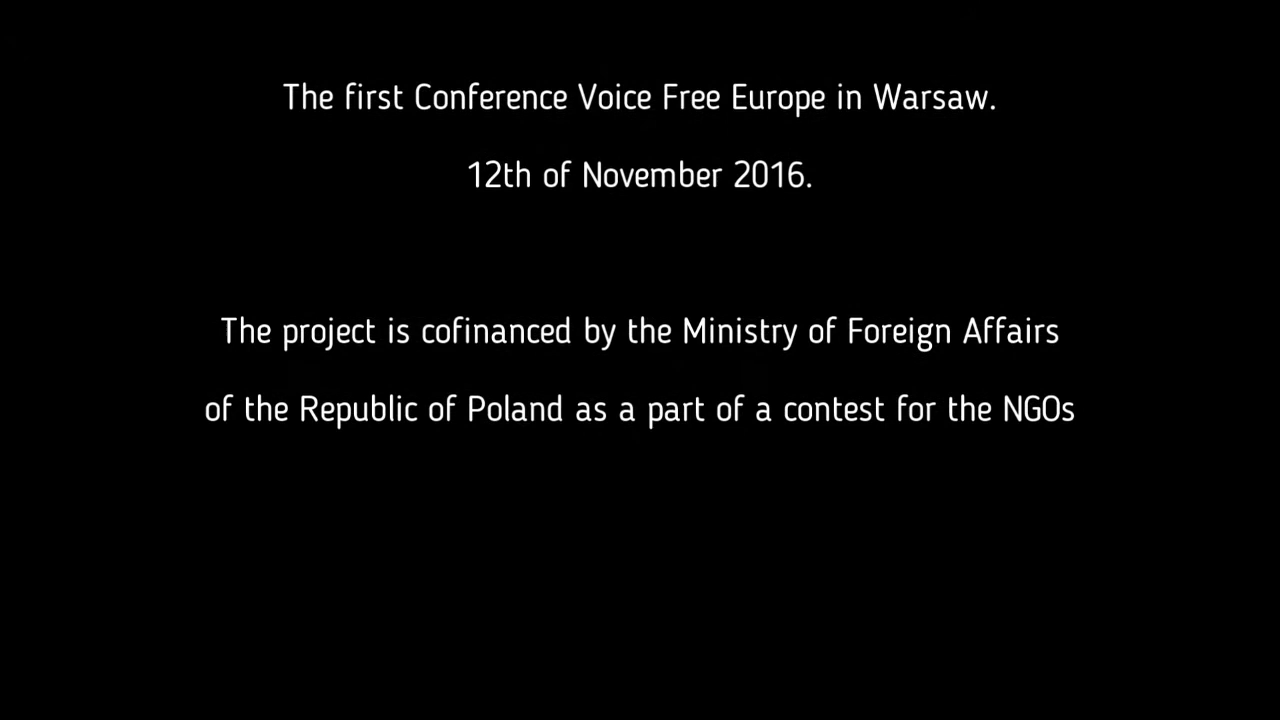 The first Conference Voice Free Europe in Warsaw.
12th of November 2016.
The project is cofinanced by the Ministry of Foreign Affairs
of the Republic of Poland as a part of a contest for the NGOs